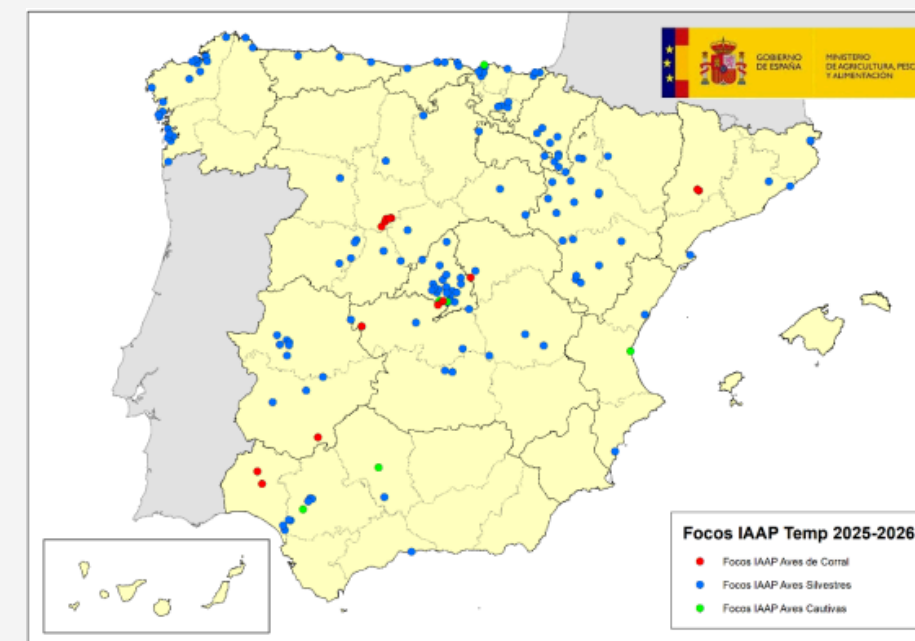 GOBIERNO
DE ESPAÑA
MINISTERIO
DE AGRICULTURA, PESC
Y ALIMENTACIÓN
Focos IAAP Temp 2025-2026
Focos IAAP Aves de Corral
Focos IAAP Aves Silvestres
Focos IAAP Aves Cautivas